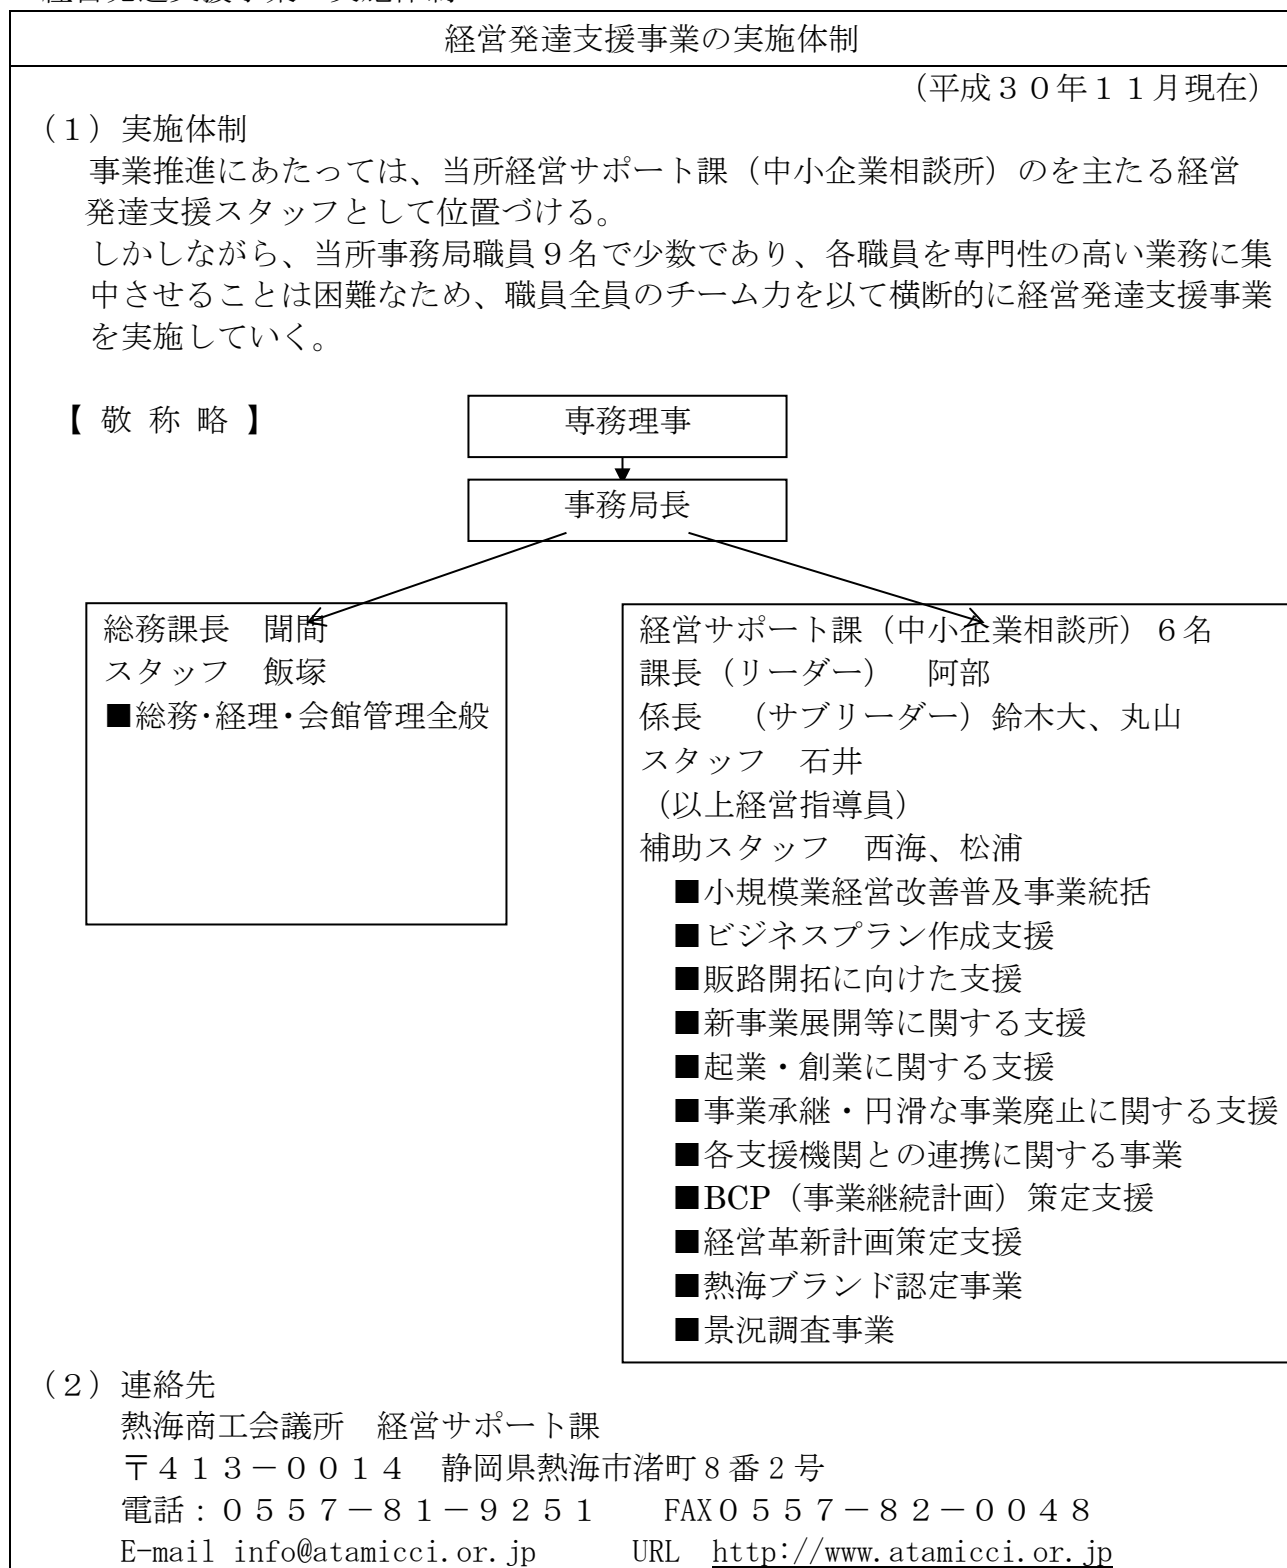 経営発達支援事業の実施体制
（平成３０年１１月現在）
（１）実施体制
事業推進にあたっては、当所経営サポート課（中小企業相談所）のを主たる経営
発達支援スタッフとして位置づける。
しかしながら、当所事務局職員９名で少数であり、各職員を専門性の高い業務に集
中させることは困難なため、職員全員のチーム力を以て横断的に経営発達支援事業
を実施していく。
【 敬 称 略 】
専務理事
事務局長
総務課長　聞間
スタッフ　飯塚
■総務・経理・会館管理全般
経営サポート課（中小企業相談所）６名
課長（リーダー）　阿部
係長　（サブリーダー）鈴木大、丸山
スタッフ　石井
（以上経営指導員）
補助スタッフ　西海、松浦
■小規模業経営改善普及事業統括
■ビジネスプラン作成支援
■販路開拓に向けた支援
■新事業展開等に関する支援
■起業・創業に関する支援
■事業承継・円滑な事業廃止に関する支援
■各支援機関との連携に関する事業
■BCP（事業継続計画）策定支援
■経営革新計画策定支援
■熱海ブランド認定事業
■景況調査事業
（２）連絡先
熱海商工会議所　経営サポート課
〒４１３－００１４　静岡県熱海市渚町８番２号
電話：０５５７－８１－９２５１　　FAX０５５７－８２－００４８
E-mail info@atamicci.or.jp　　URL　http://www.atamicci.or.jp